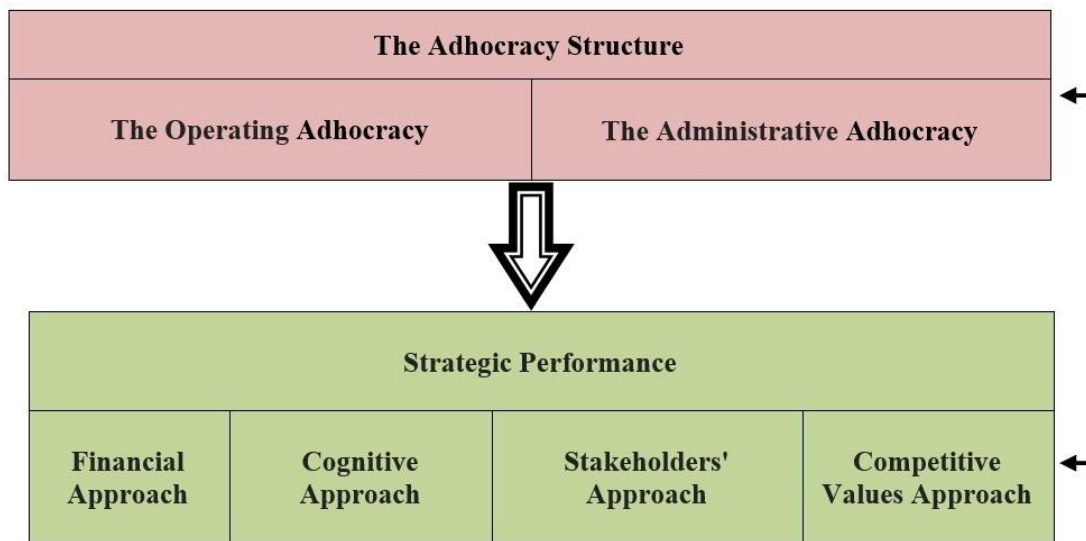 The Adhocracy Structure
The Operating Adhocracy
The Administrative Adhocracy
Strategic Performance
Financial
Approach
Cognitive
Approach
Stakeholders'
Approach
Competitive
Values Approach